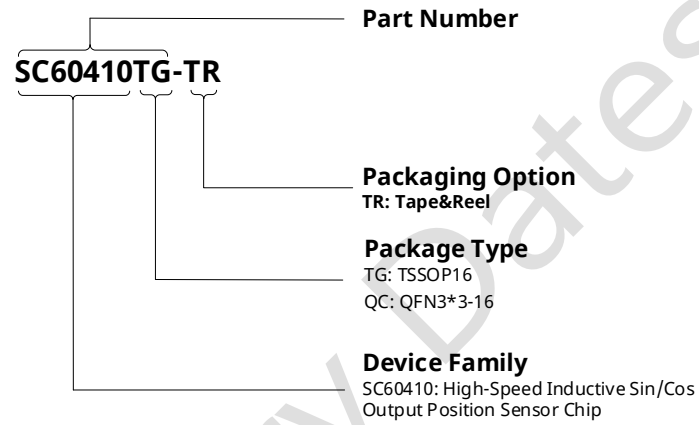 Part Number
SC60410TG-TR
Packaging Option
TR: Tape&Reel
Package Type
TG: TSSOP16
QC: QFN3*3-16
Device Family
SC60410: High-Speed Inductive Sin/Cos
Output Position Sensor Chip